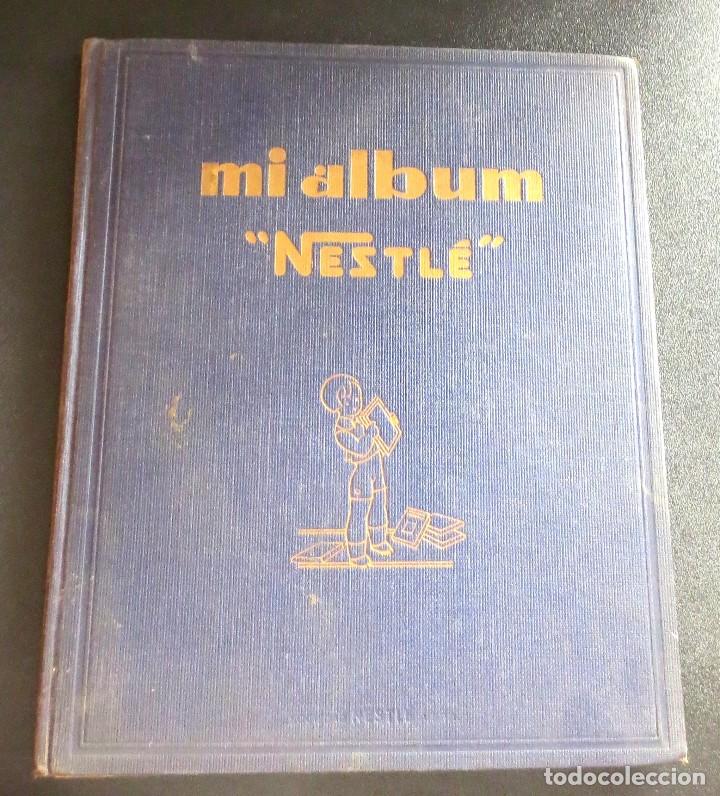 mi album
"NESTLÉ"
NESTLÉ
todocoleccion